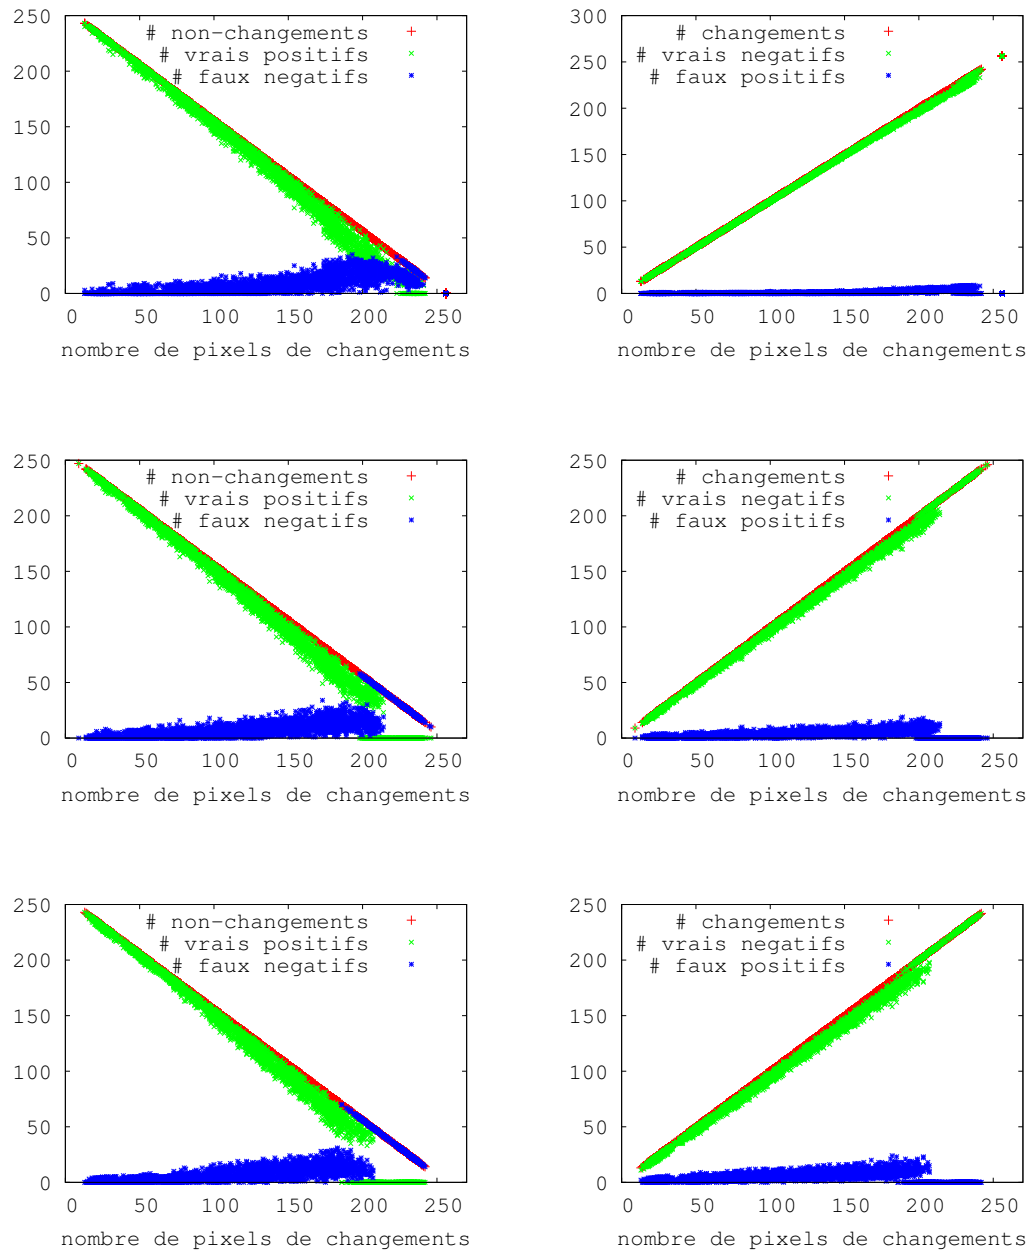 250
200
150
100
50
0
# non-changements
# vrais positifs
# faux negatifs
0 50 100 150 200 250
nombre de pixels de changements
300
250
200
150
100
50
0
# changements
# vrais negatifs
# faux positifs
0 50 100 150 200 250
nombre de pixels de changements
250
200
150
100
50
0
# non-changements
# vrais positifs
# faux negatifs
0 50 100 150 200 250
nombre de pixels de changements
250
200
150
100
50
0
# changements
# vrais negatifs
# faux positifs
0 50 100 150 200 250
nombre de pixels de changements
250
200
150
100
50
0
# non-changements
# vrais positifs
# faux negatifs
0 50 100 150 200 250
nombre de pixels de changements
250
200
150
100
50
0
# changements
# vrais negatifs
# faux positifs
0 50 100 150 200 250
nombre de pixels de changements